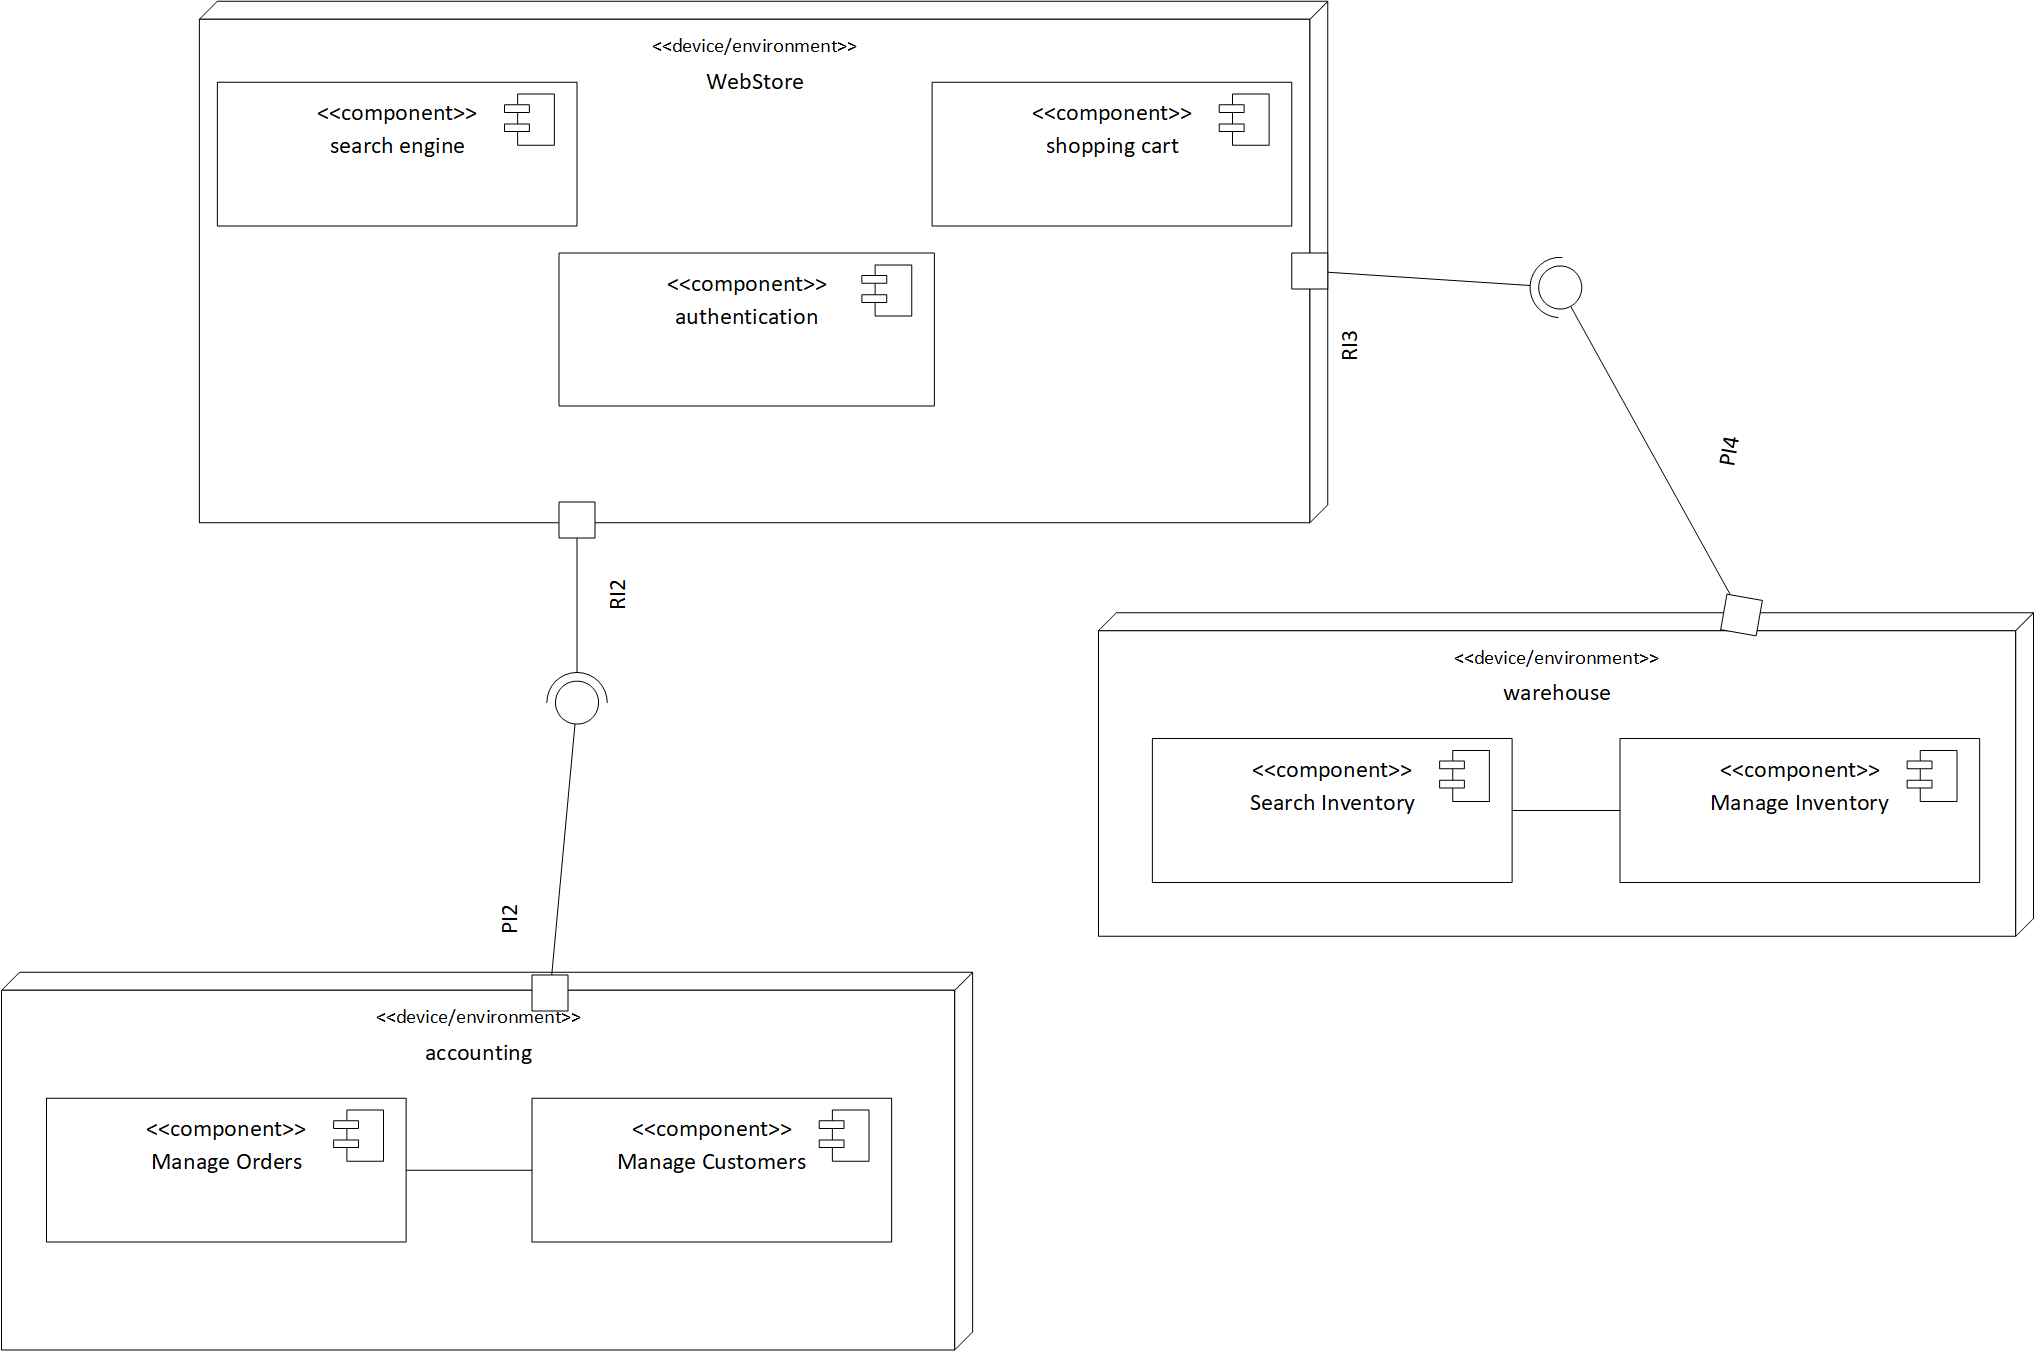 <<device/environment>>
WebStore
<<component>>
search engine
<<component>>
shopping cart
<<component>>
authentication
RI3
PI4
RI2
<<device/environment>>
warehouse
<<component>>
Search Inventory
<<component>>
Manage Inventory
PI2
<<device/environment>>
accounting
<<component>>
Manage Orders
<<component>>
Manage Customers